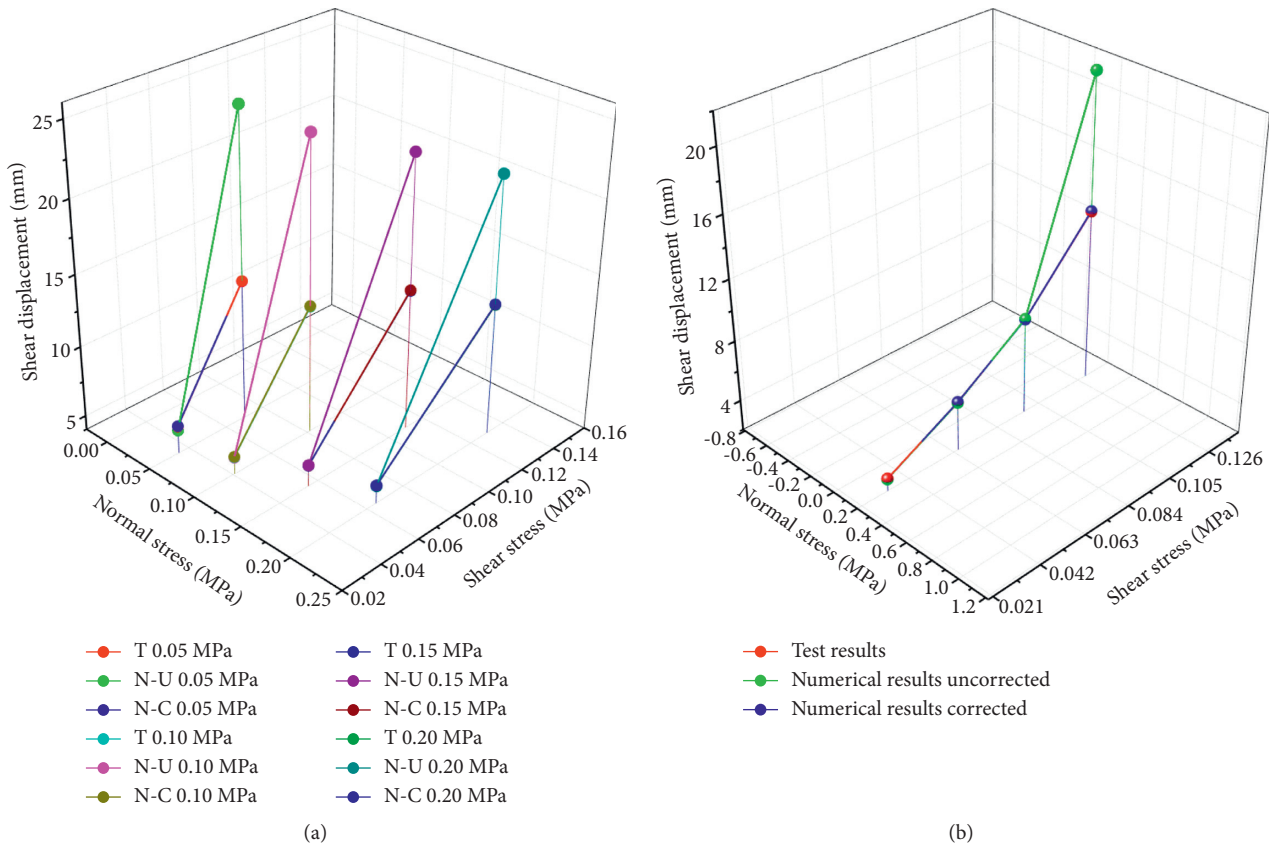 25
20
15
10
5
Shear displacement (mm)
0.00
0.05
0.10
0.15
0.20
0.25
Normal stress (MPa)
0.02
0.04
0.06
0.08
0.10
0.12
0.14
0.16
Shear stress (MPa)
T 0.05 MPa
N-U 0.05 MPa
N-C 0.05 MPa
T 0.10 MPa
N-U 0.10 MPa
N-C 0.10 MPa
T 0.15 MPa
N-U 0.15 MPa
N-C 0.15 MPa
T 0.20 MPa
N-U 0.20 MPa
N-C 0.20 MPa
(a)
20
16
12
8
4
Shear displacement (mm)
-0.8
-0.6
-0.4
-0.2
0.0
0.2
0.4
0.6
0.8
1.0
1.2
Normal stress (MPa)
0.021
0.042
0.063
0.084
0.105
0.126
Shear stress (MPa)
Test results
Numerical results uncorrected
Numerical results corrected
(b)